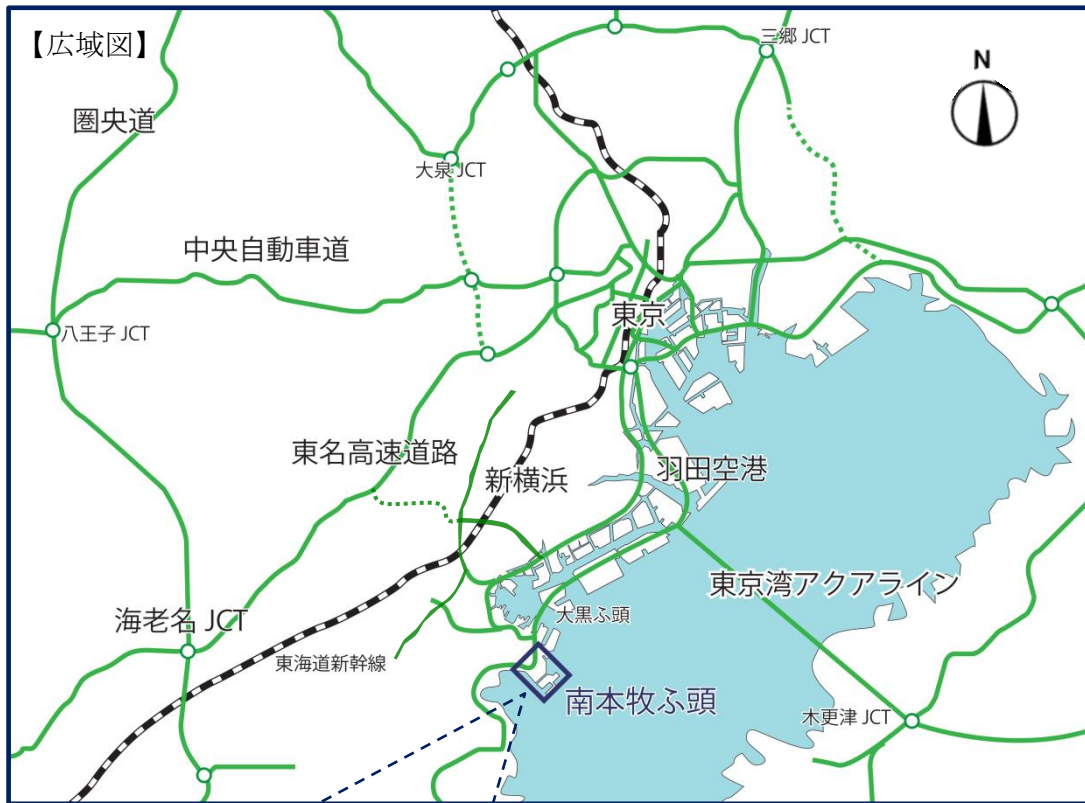 【広域図】
三郷 JCT
N
圏央道
大泉 JCT
中央自動車道
東京
八王子 JCT
東名高速道路
新横浜
羽田空港
東京湾アクアライン
大黒ふ頭
海老名 JCT
東海道新幹線
南本牧ふ頭
木更津 JCT